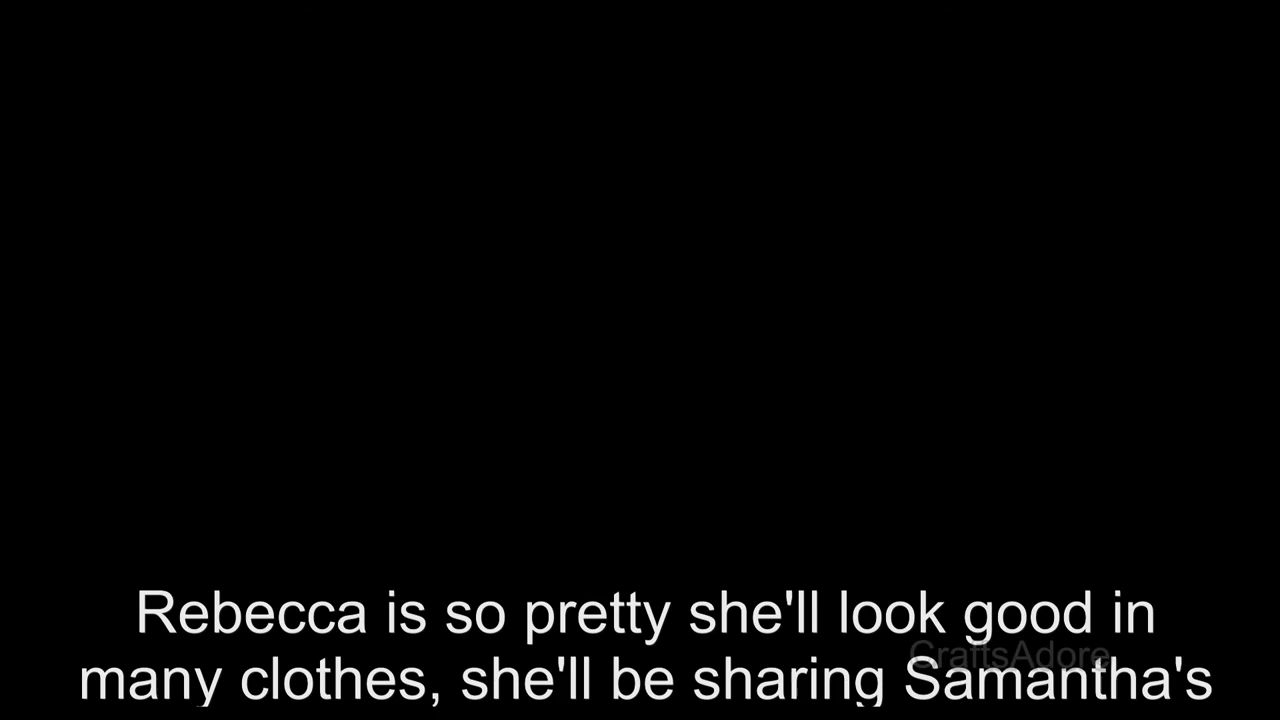 Rebecca is so pretty she'll look good in
CraftsAdore
many clothes, she'll be sharing Samantha's